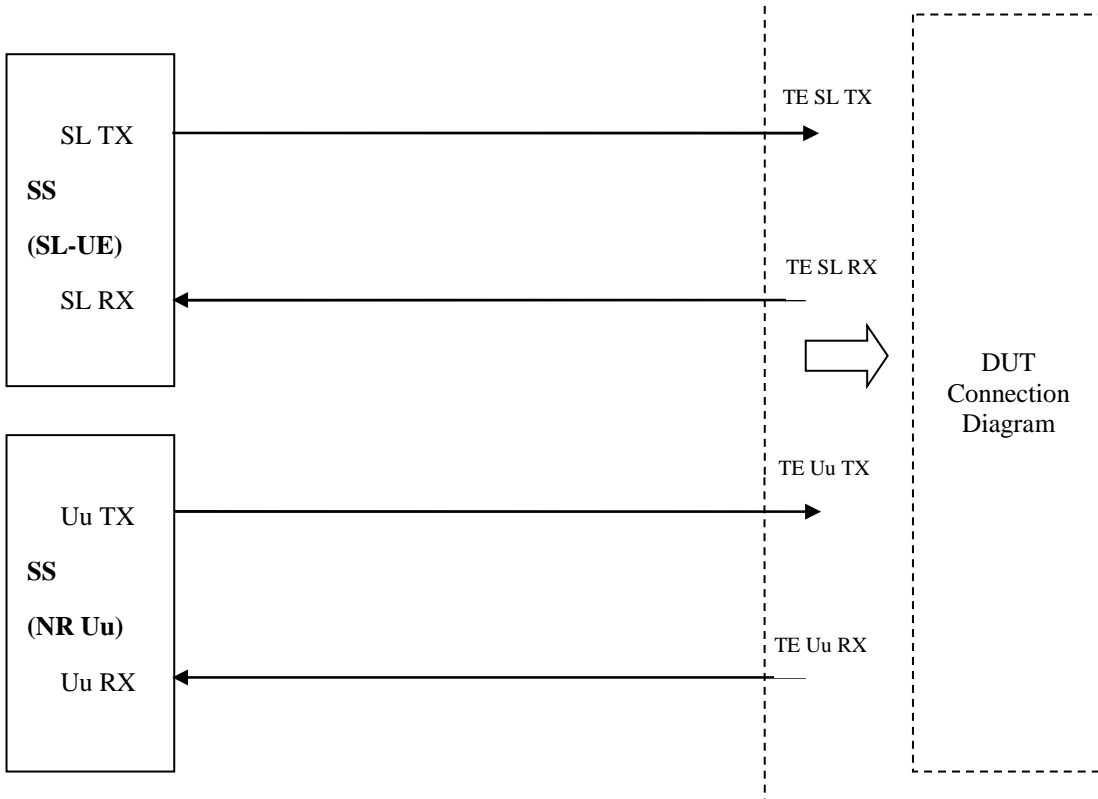 SL TX
SS
(SL-UE)
SL RX
TE SL TX
TE SL RX
Uu TX
SS
(NR Uu)
Uu RX
TE Uu TX
TE Uu RX
DUT
Connection
Diagram